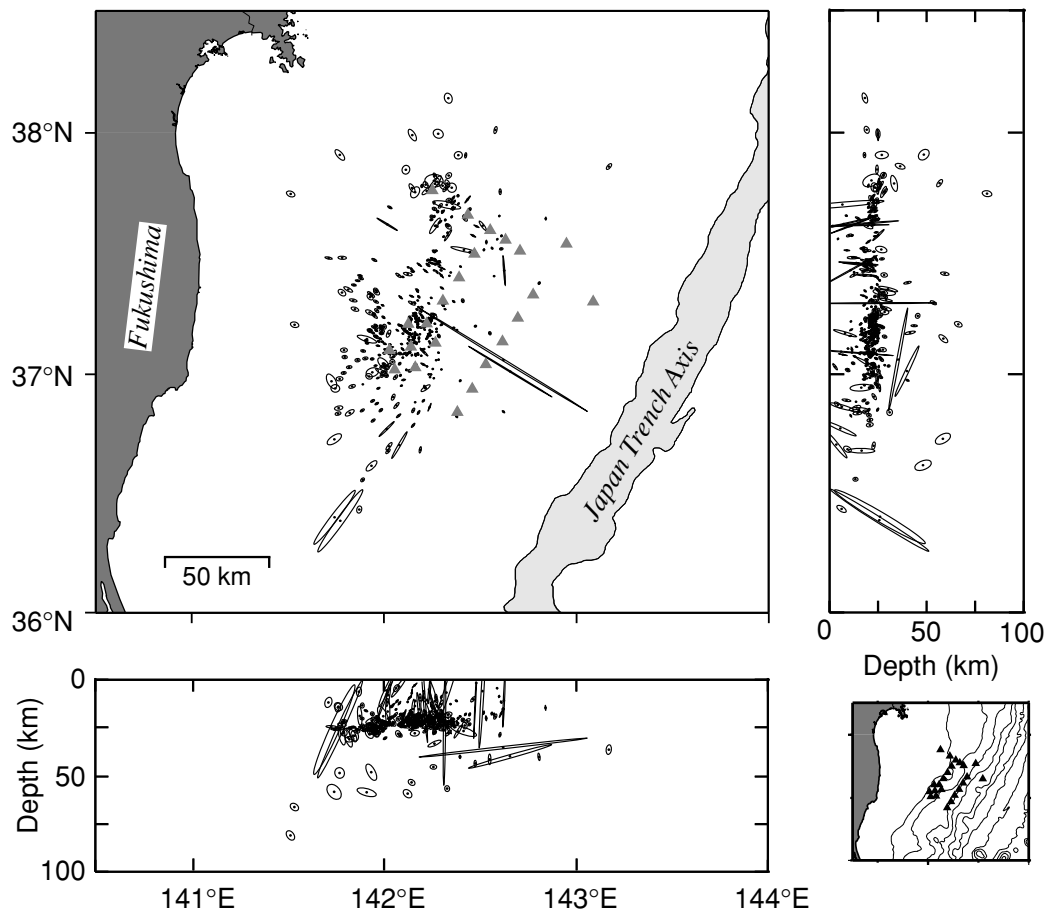 38°N
37°N
36°N
Fukushima
Japan Trench Axis
50 km
0
50
100
Depth (km)
0
50
100
Depth (km)
141°E
142°E
143°E
144°E